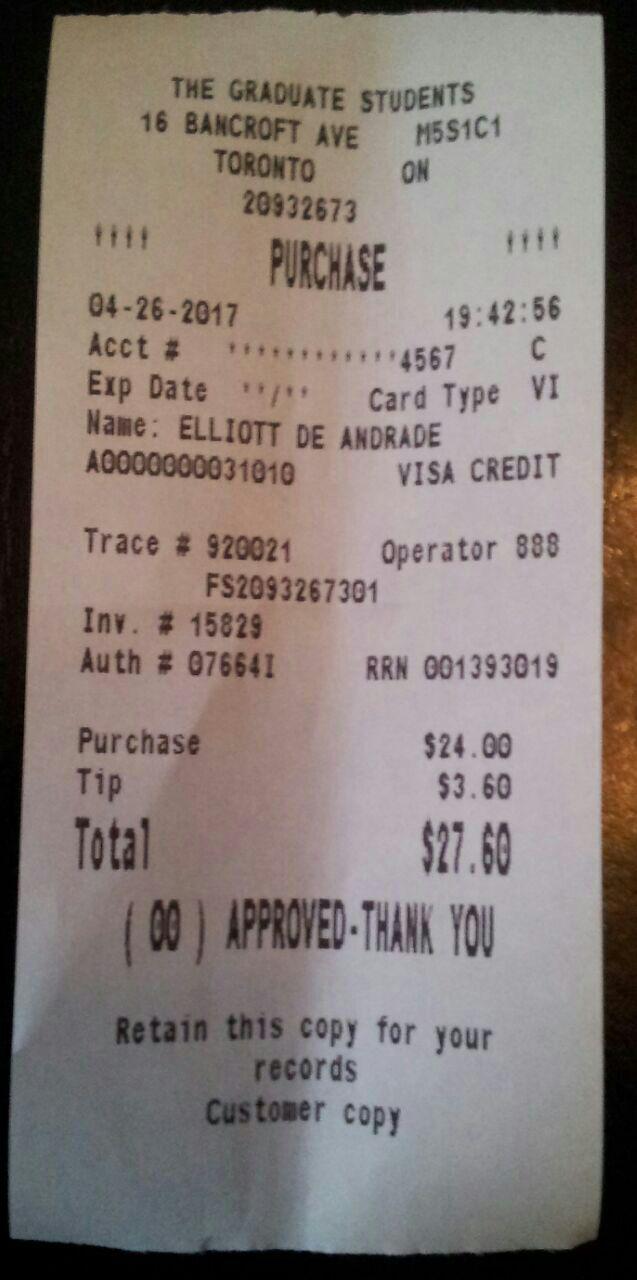 THE GRADUATE STUDENTS
16 BANCROFT AVE M5S1C1
TORONTO ON
20932673
**** PURCHASE ****
04-26-2017 19:42:56
Acct # ************4567 C
Exp Date **/** Card Type VI
Name: ELLIOTT DE ANDRADE
A0000000031010 VISA CREDIT
Trace # 920021 Operator 888
FS2093267301
Inv. # 15829
Auth # 07664I RRN 001393019
Purchase $24.00
Tip $3.60
Total $27.60
( 00 ) APPROVED-THANK YOU
Retain this copy for your
records
Customer copy